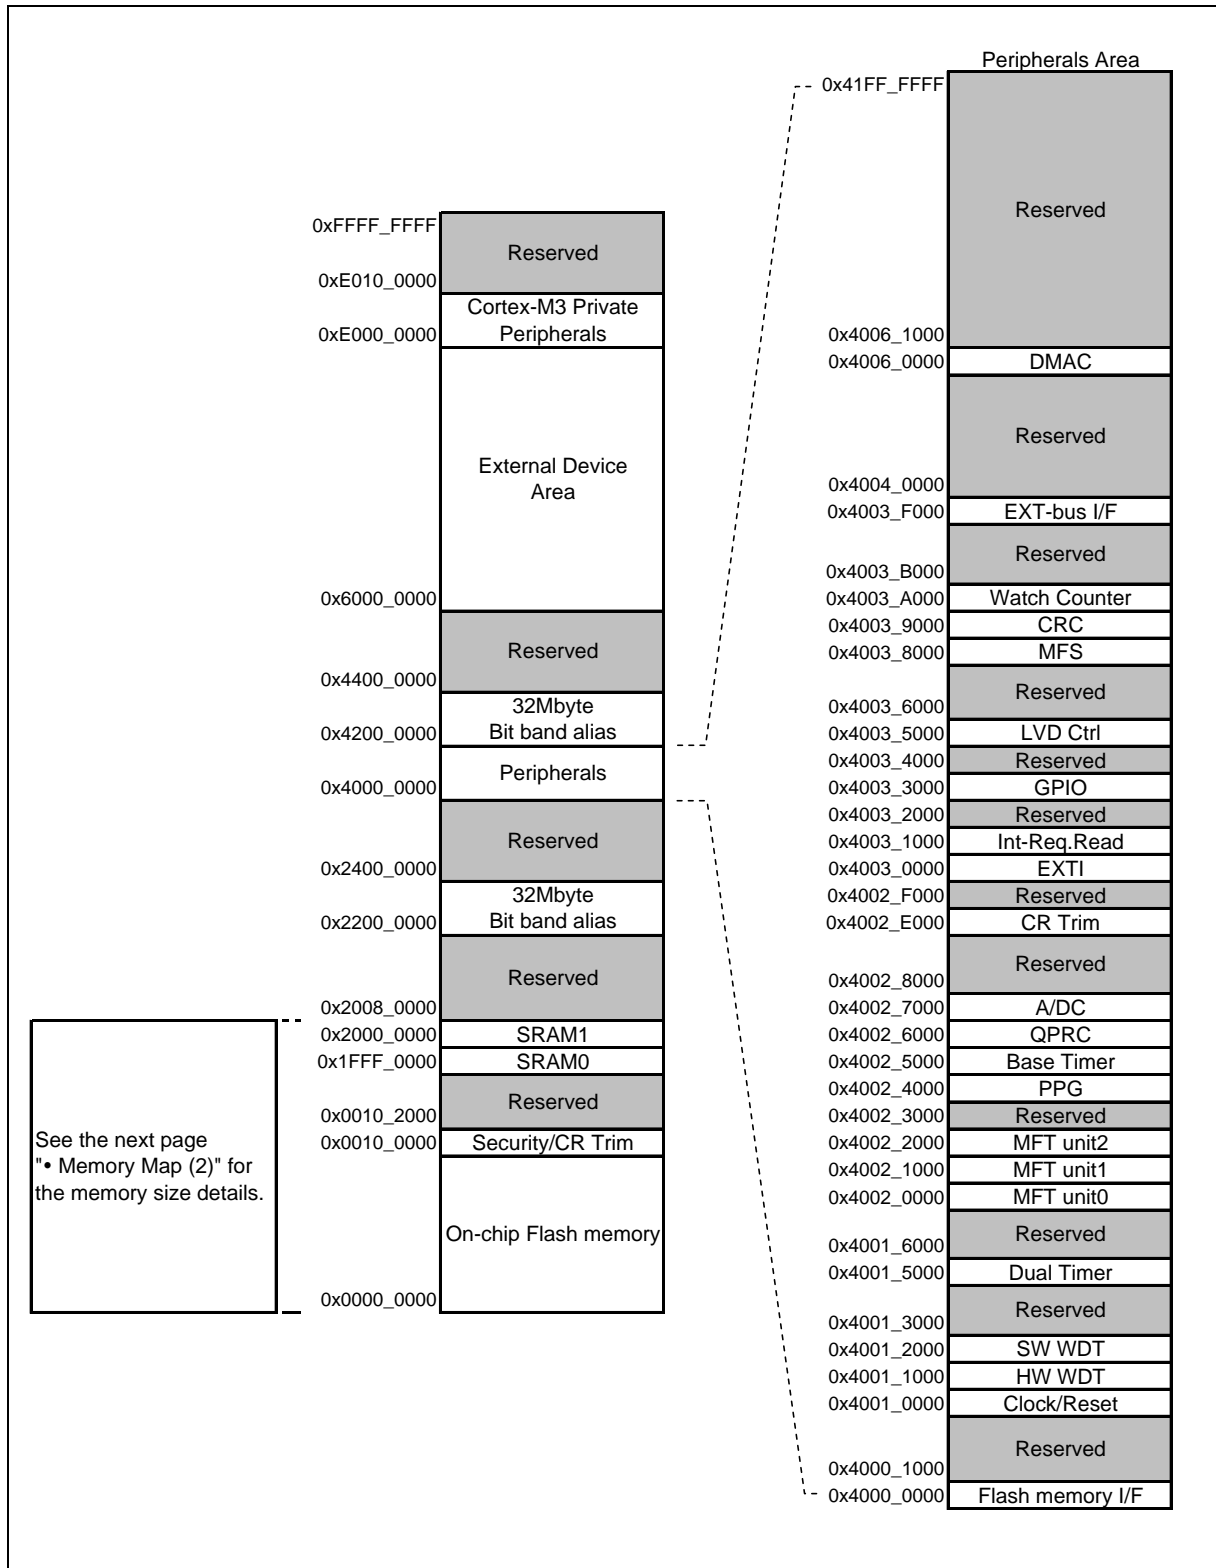 0xFFFF_FFFF
Reserved
0xE010_0000
Cortex-M3 Private
Peripherals
0xE000_0000
External Device
Area
0x6000_0000
Reserved
0x4400_0000
32Mbyte
Bit band alias
0x4200_0000
Peripherals
0x4000_0000
Reserved
0x2400_0000
32Mbyte
Bit band alias
0x2200_0000
Reserved
0x2008_0000
0x2000_0000 SRAM1
0x1FFF_0000 SRAM0
Reserved
0x0010_2000
0x0010_0000 Security/CR Trim
On-chip Flash memory
0x0000_0000
See the next page
"• Memory Map (2)" for
the memory size details.
Peripherals Area
0x41FF_FFFF
Reserved
0x4006_1000
0x4006_0000 DMAC
Reserved
0x4004_0000
0x4003_F000 EXT-bus I/F
Reserved
0x4003_B000
0x4003_A000 Watch Counter
0x4003_9000 CRC
0x4003_8000 MFS
Reserved
0x4003_6000
0x4003_5000 LVD Ctrl
0x4003_4000 Reserved
0x4003_3000 GPIO
0x4003_2000 Reserved
0x4003_1000 Int-Req.Read
0x4003_0000 EXTI
0x4002_F000 Reserved
0x4002_E000 CR Trim
Reserved
0x4002_8000
0x4002_7000 A/DC
0x4002_6000 QPRC
0x4002_5000 Base Timer
0x4002_4000 PPG
0x4002_3000 Reserved
0x4002_2000 MFT unit2
0x4002_1000 MFT unit1
0x4002_0000 MFT unit0
Reserved
0x4001_6000
0x4001_5000 Dual Timer
Reserved
0x4001_3000
0x4001_2000 SW WDT
0x4001_1000 HW WDT
0x4001_0000 Clock/Reset
Reserved
0x4000_1000
0x4000_0000 Flash memory I/F